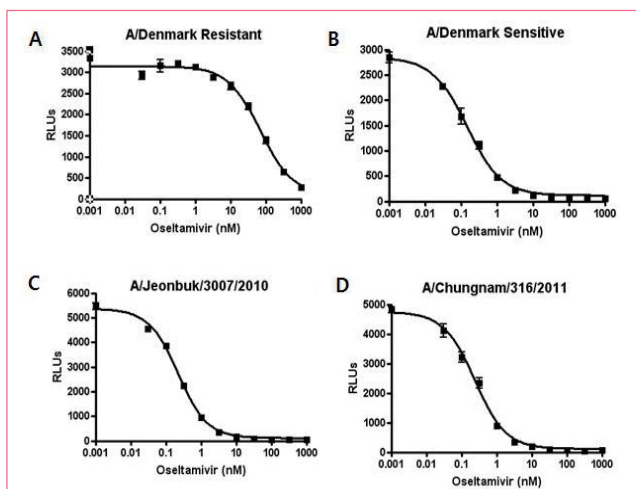 A
A/Denmark Resistant
3500
3000
2500
2000
1500
1000
500
0
RLUs
0.001 0.01 0.1 1 10 100 1000
Oseltamivir (nM)
B
A/Denmark Sensitive
3000
2500
2000
1500
1000
500
0
RLUs
0.001 0.01 0.1 1 10 100 1000
Oseltamivir (nM)
C
A/Jeonbuk/3007/2010
6000
5000
4000
3000
2000
1000
0
RLUs
0.001 0.01 0.1 1 10 100 1000
Oseltamivir (nM)
D
A/Chungnam/316/2011
5000
4000
3000
2000
1000
0
RLUs
0.001 0.01 0.1 1 10 100 1000
Oseltamivir (nM)